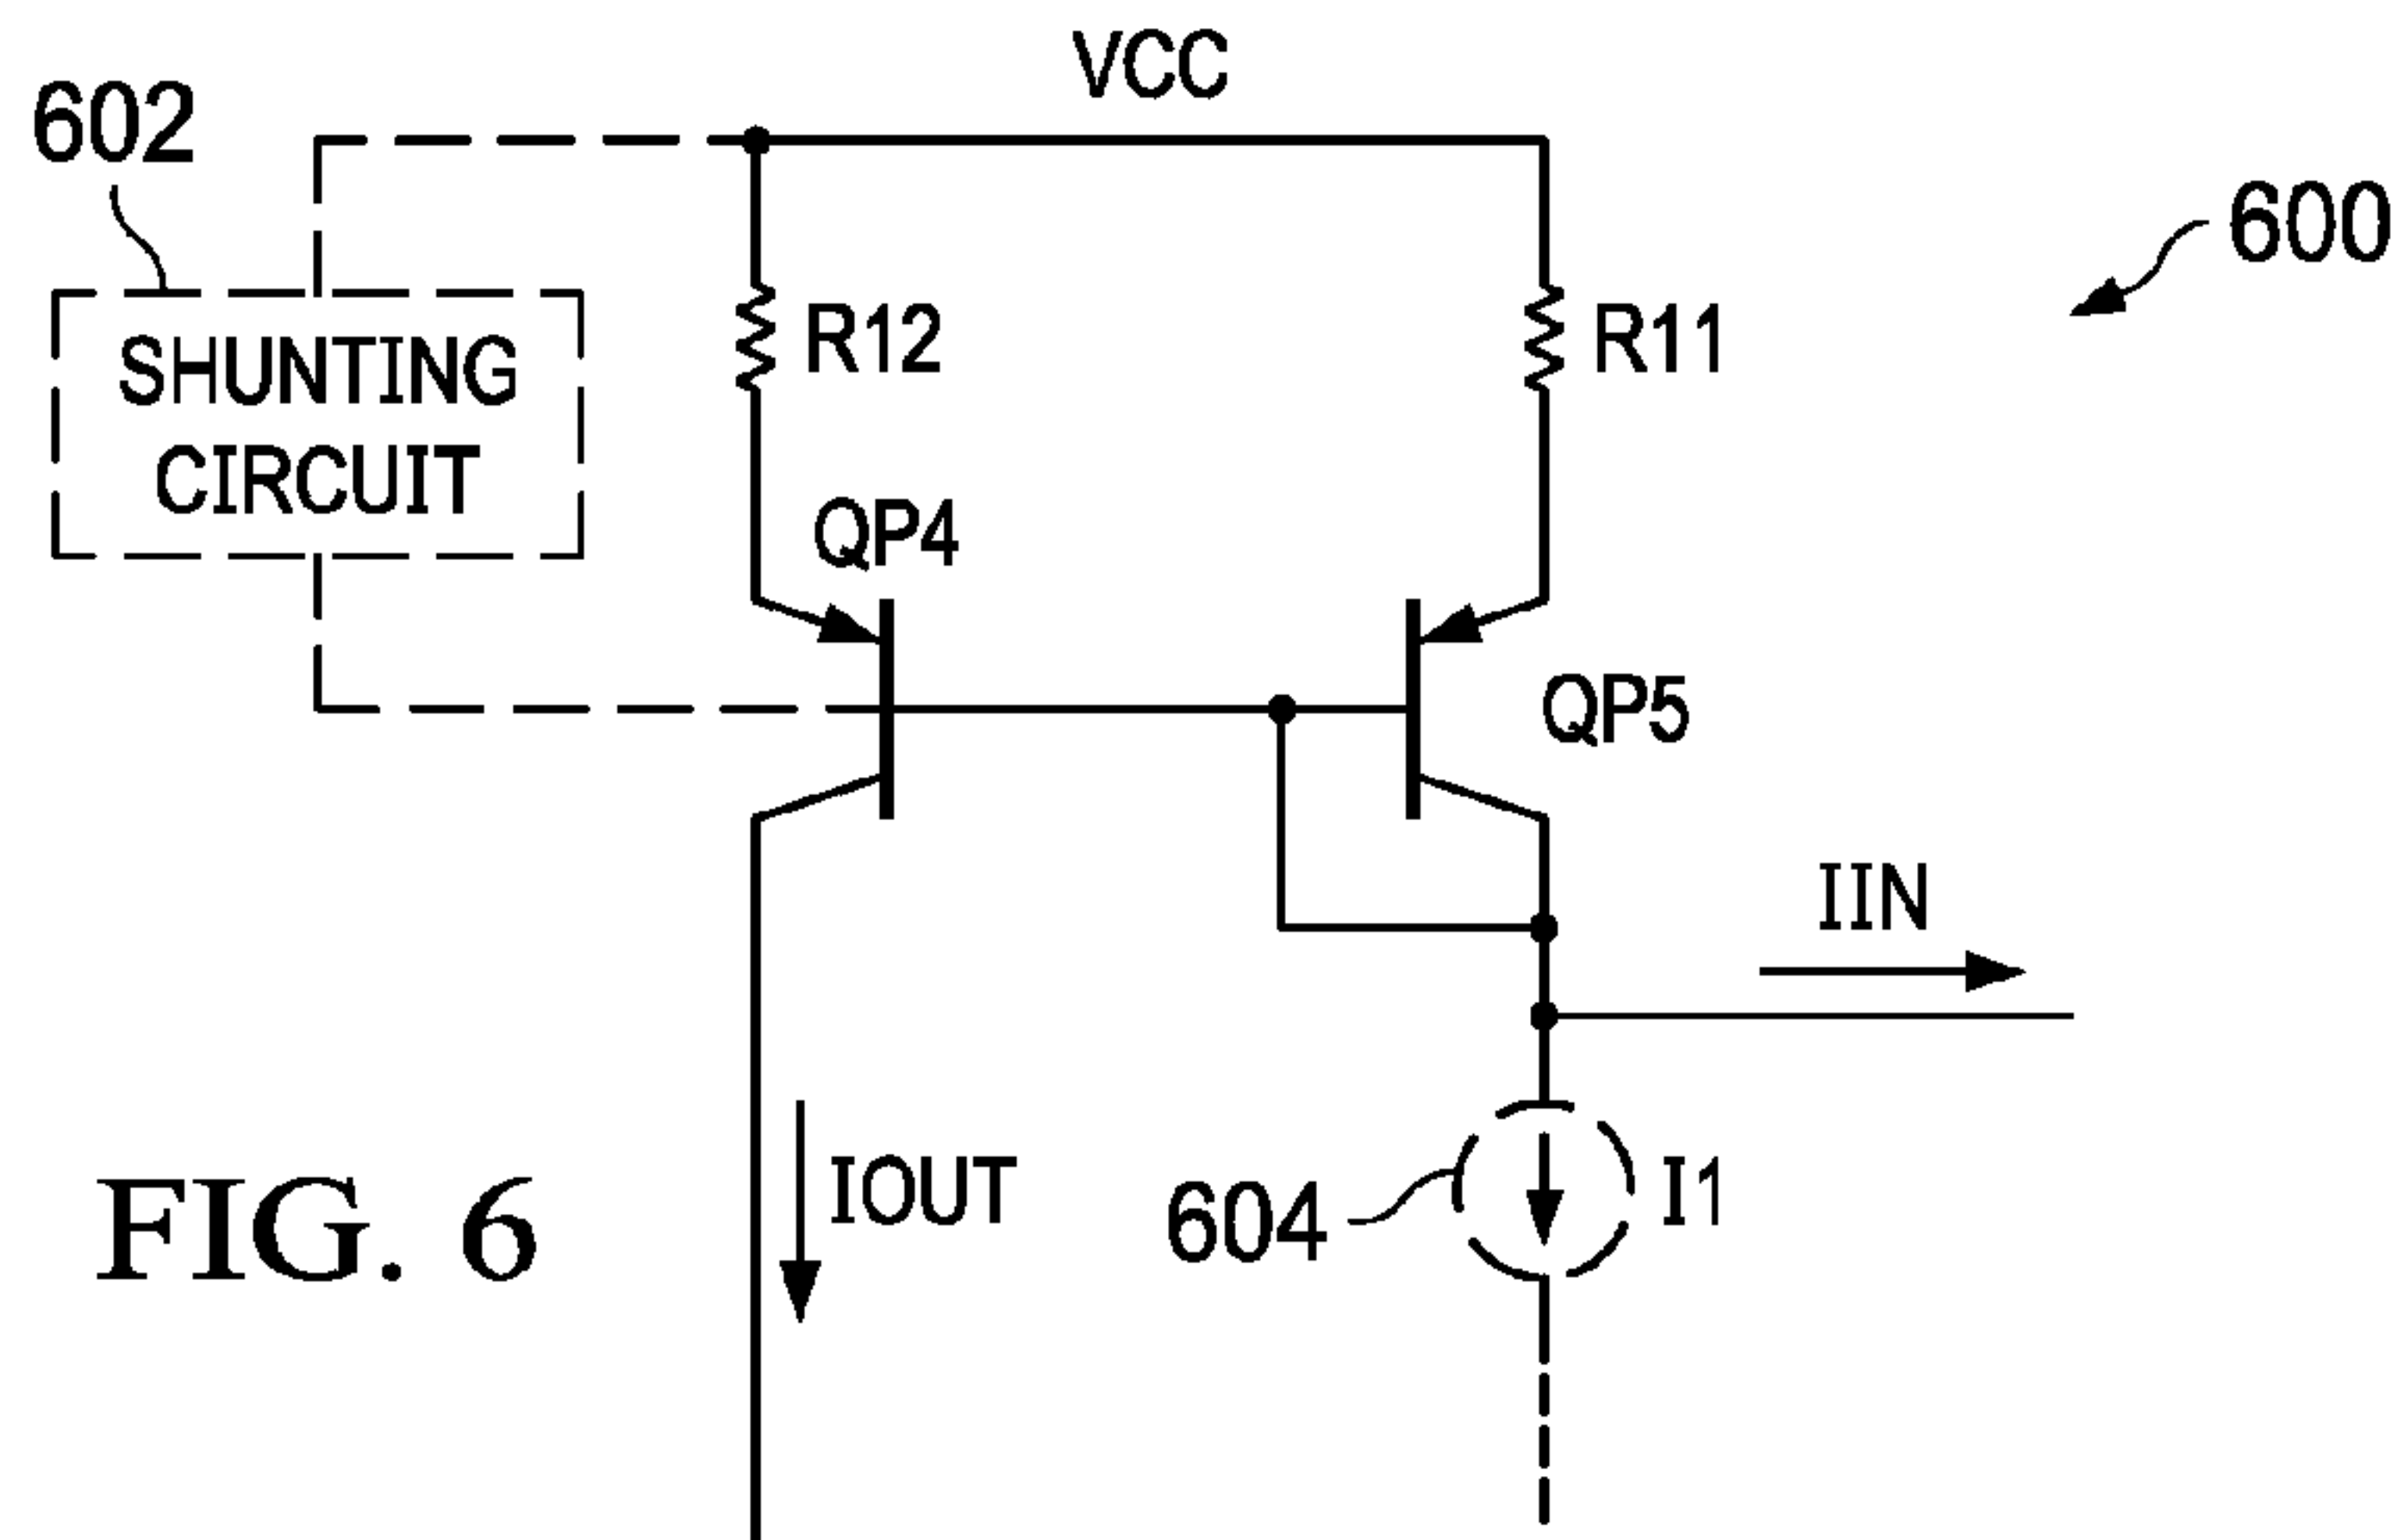 VCC
602
600
R12
R11
SHUNTING
CIRCUIT
QP4
QP5
IIN
IOUT
604
I1
FIG. 6